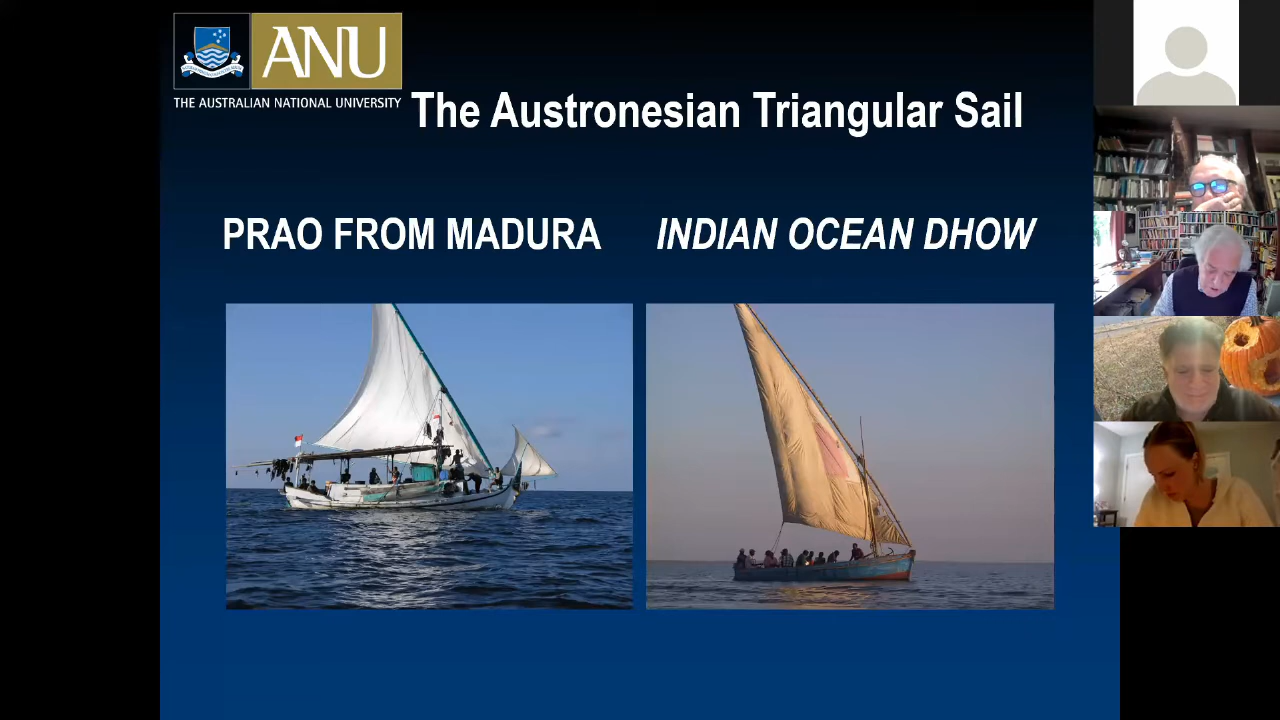 ANU
THE AUSTRALIAN NATIONAL UNIVERSITY
The Austronesian Triangular Sail
PRAO FROM MADURA
INDIAN OCEAN DHOW